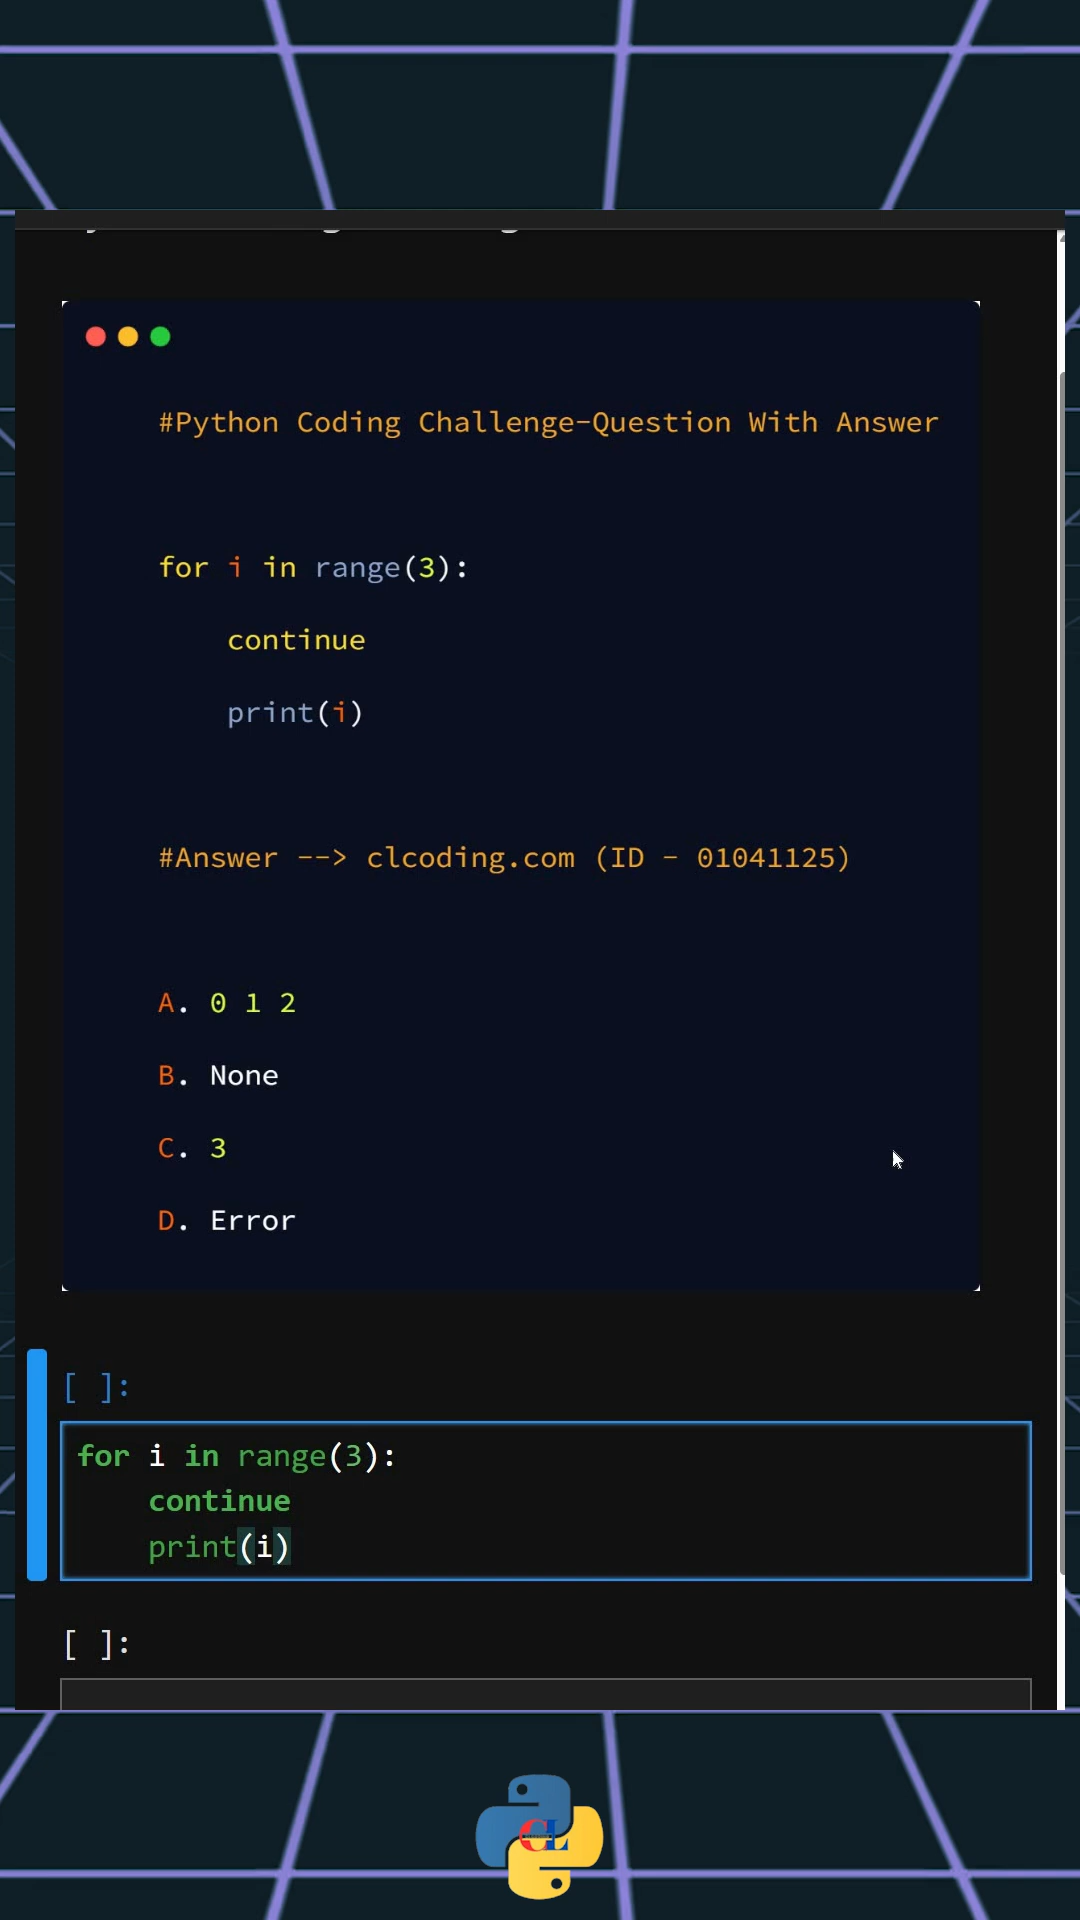 #Python Coding Challenge-Question With Answer
for i in range(3):
    continue
    print(i)
#Answer --> clcoding.com (ID - 01041125)
A. 0 1 2
B. None
C. 3
D. Error
[ ]:
for i in range(3):
    continue
    print(i)
[ ]:
CL